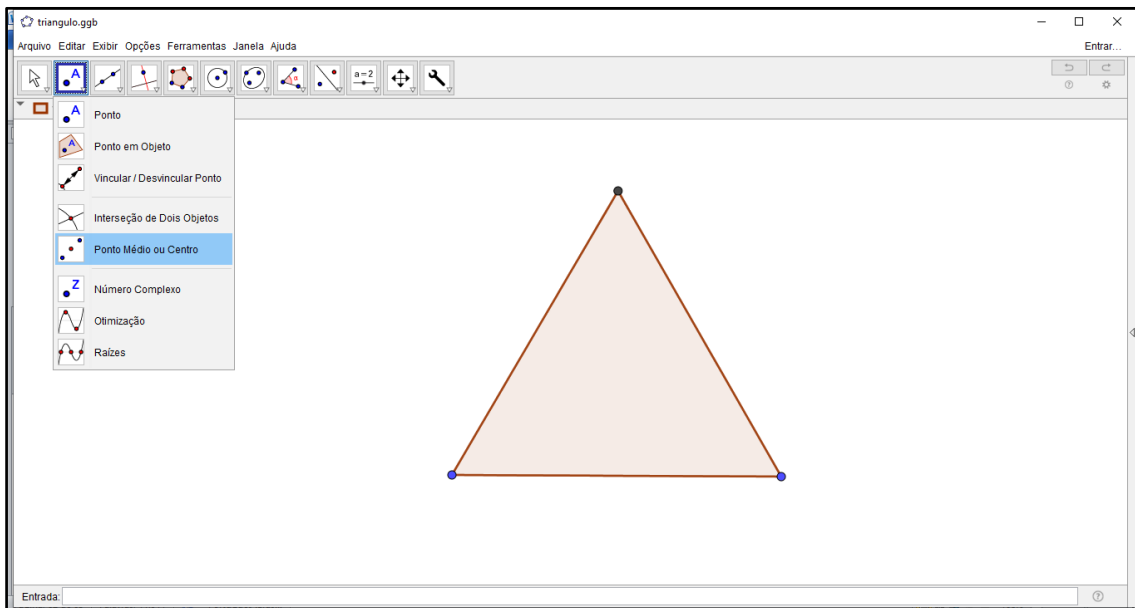 triangulo.ggb
Arquivo Editar Exibir Opções Ferramentas Janela Ajuda
Entrar...
A
α
a=2
A Ponto
A Ponto em Objeto
Vincular / Desvincular Ponto
Interseção de Dois Objetos
Ponto Médio ou Centro
Z Número Complexo
Otimização
Raízes
Entrada: